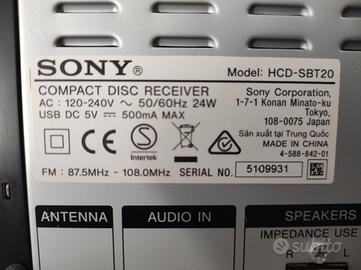 SONY®
Model: HCD-SBT20
COMPACT DISC RECEIVER
AC : 120-240V ~ 50/60Hz 24W
USB DC 5V ⎓ 500mA MAX
Sony Corporation,
1-7-1 Konan Minato-ku
Tokyo,
108-0075 Japan
Sản xuất tại Trung Quốc
MADE IN CHINA
4-588-842-01
Intertek
FM : 87.5MHz - 108.0MHz
SERIAL NO.
5109931
ANTENNA
AUDIO IN
SPEAKERS
IMPEDANCE USE
R
L
subito